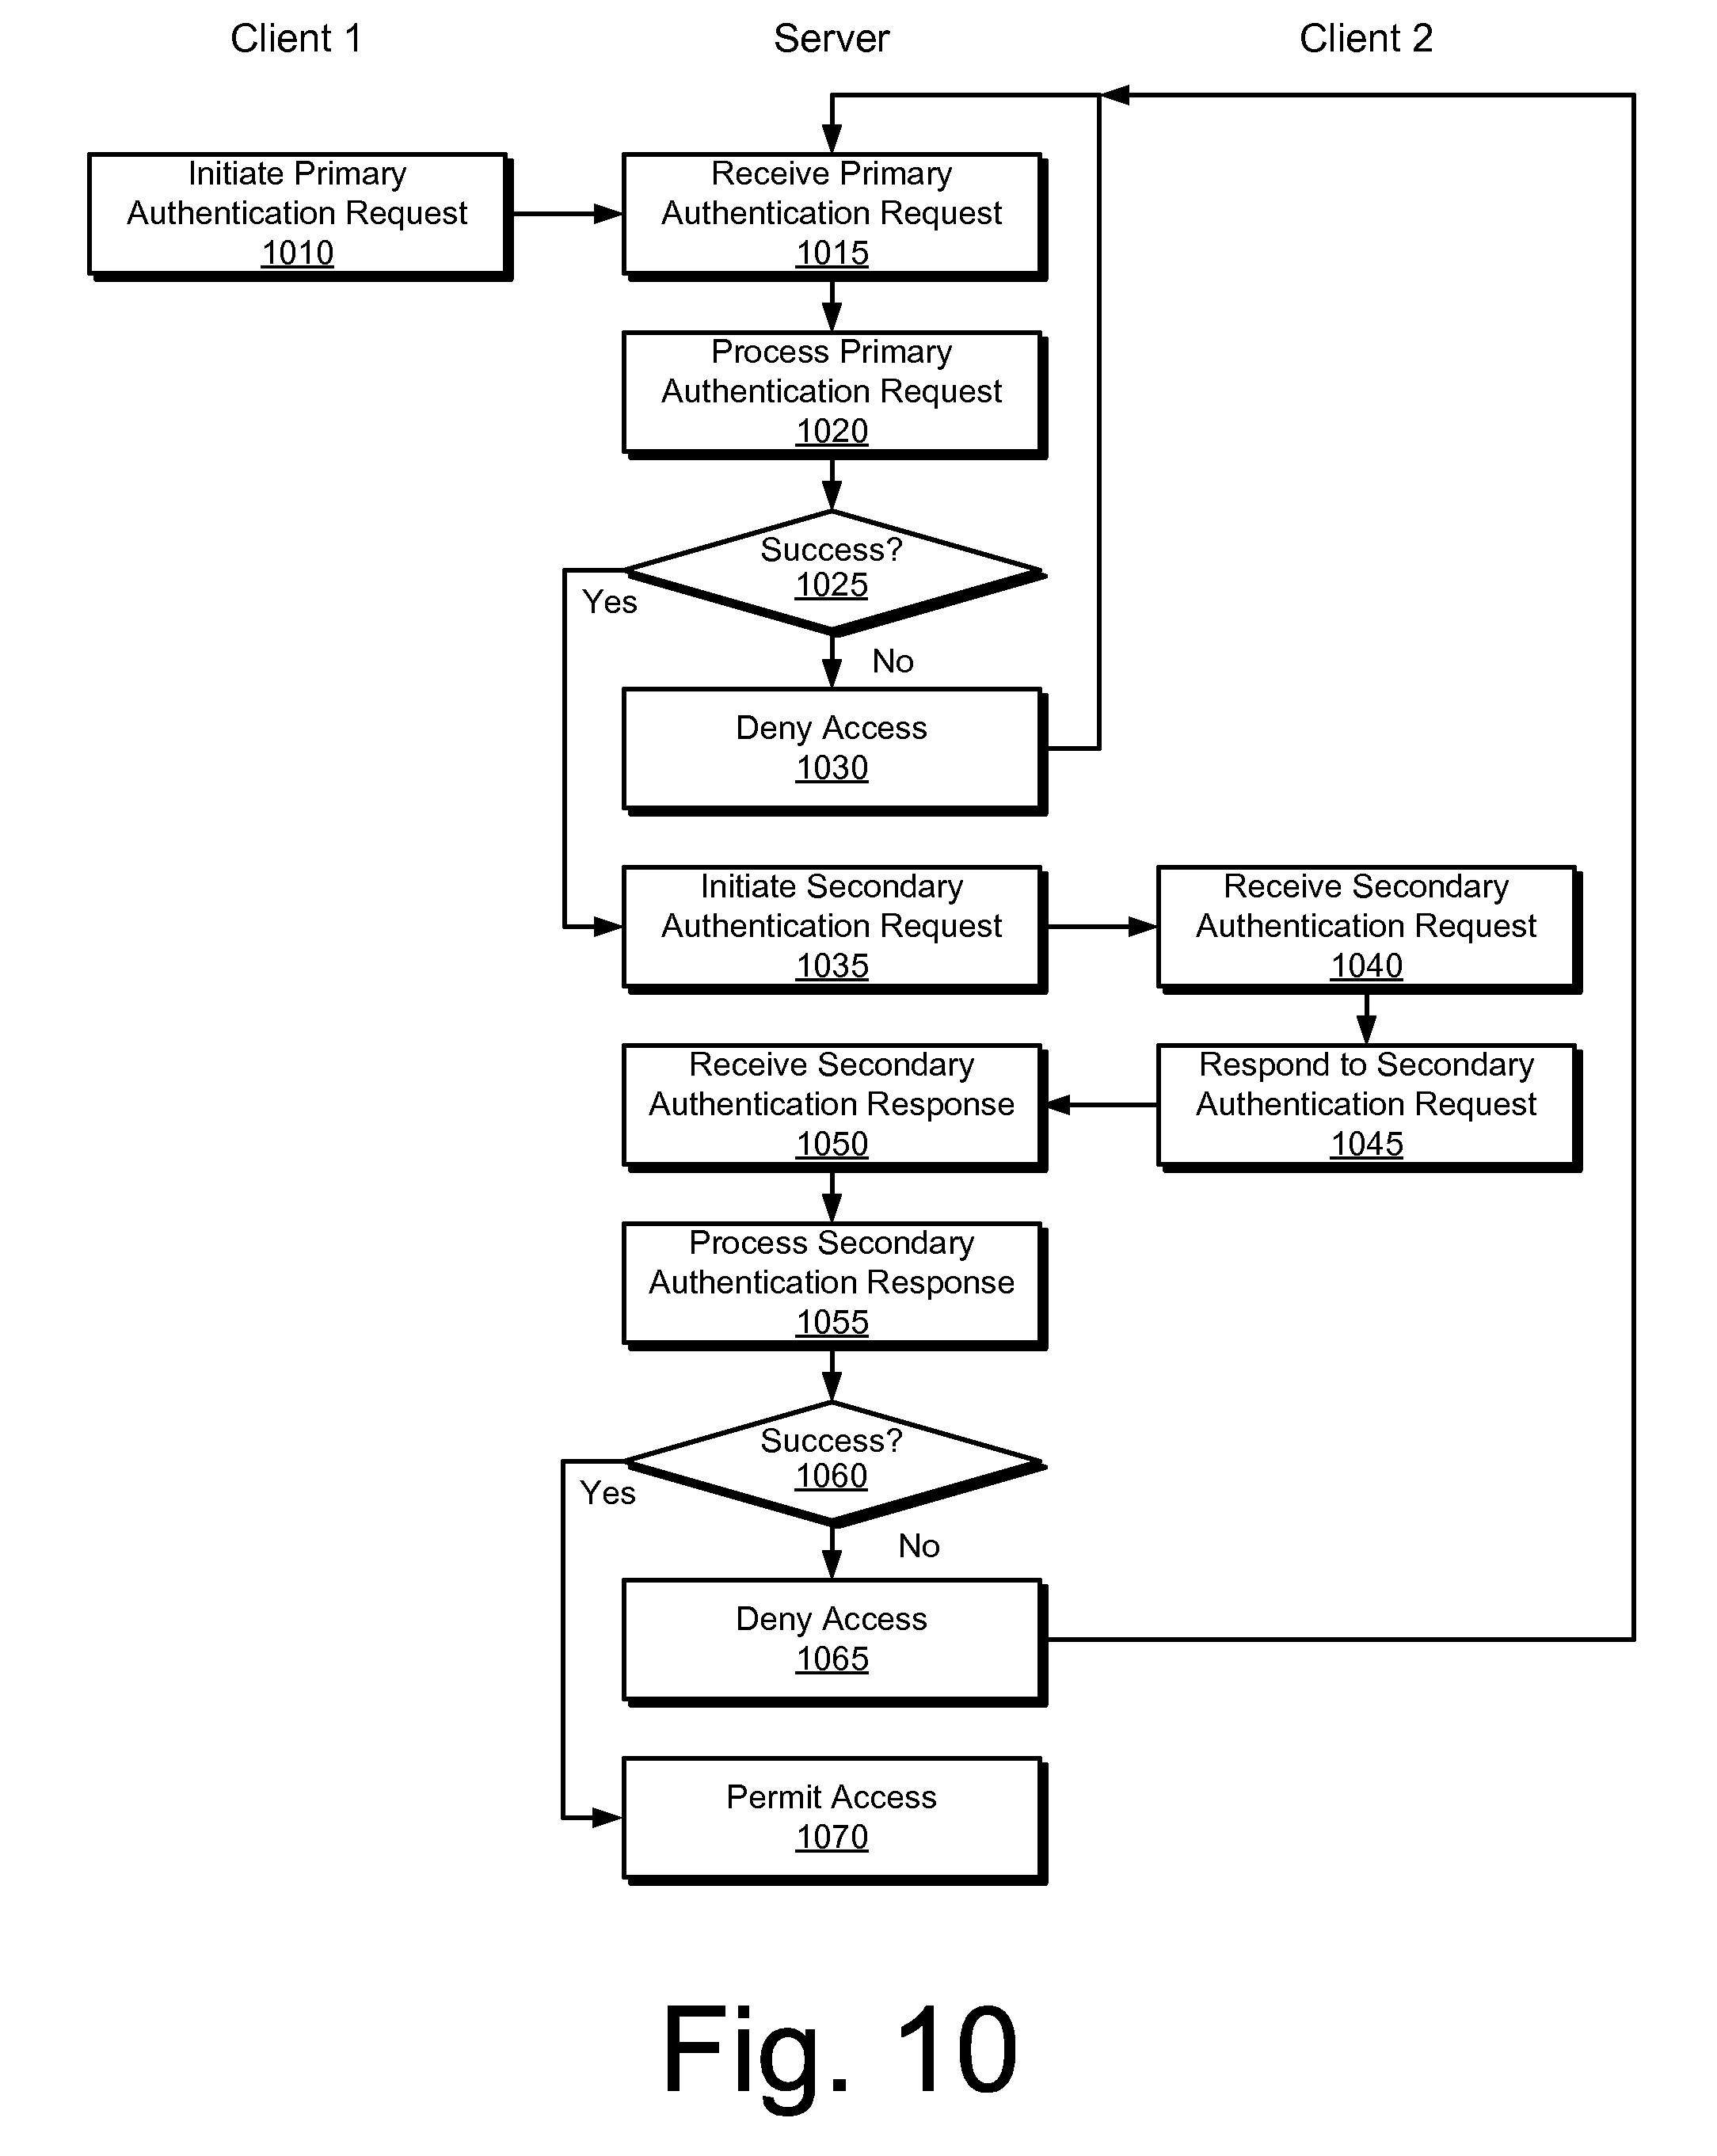 Client 1
Server
Client 2
Initiate Primary
Authentication Request
1010
Receive Primary
Authentication Request
1015
Process Primary
Authentication Request
1020
Success?
1025
Yes
No
Deny Access
1030
Initiate Secondary
Authentication Request
1035
Receive Secondary
Authentication Request
1040
Respond to Secondary
Authentication Request
1045
Receive Secondary
Authentication Response
1050
Process Secondary
Authentication Response
1055
Success?
1060
Yes
No
Deny Access
1065
Permit Access
1070
Fig. 10